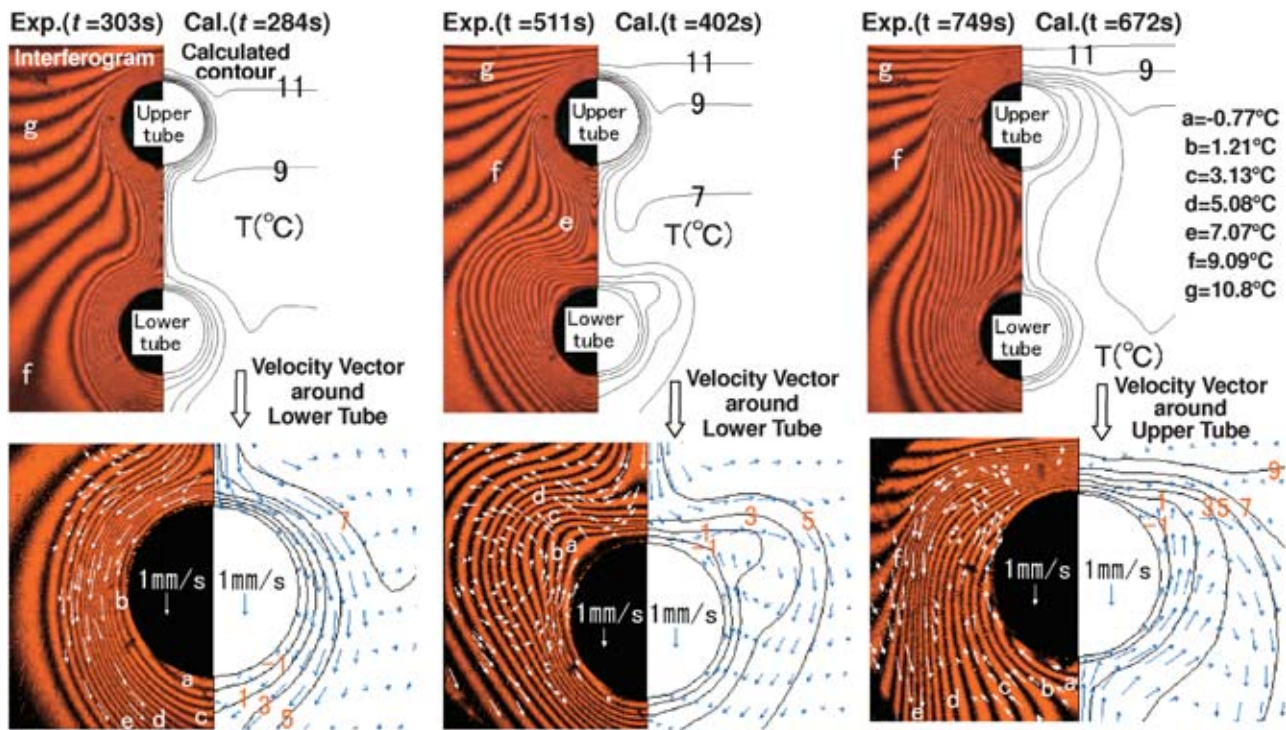 Exp.(t =303s) Cal.(t =284s)
Interferogram
Calculated
contour
11
Upper
tube
g
9
T(°C)
Lower
tube
f
Velocity Vector
around
Lower Tube
7
1mm/s
1mm/s
b
a
-1
1
3
5
e
d
c
Exp.(t =511s) Cal.(t =402s)
g
11
9
Upper
tube
f
7
e
T(°C)
Lower
tube
Velocity Vector
around
Lower Tube
d
c
b
a
1
-1
3
5
1mm/s
1mm/s
Exp.(t =749s) Cal.(t =672s)
g
11
9
Upper
tube
f
Lower
tube
T(°C)
a=-0.77°C
b=1.21°C
c=3.13°C
d=5.08°C
e=7.07°C
f=9.09°C
g=10.8°C
Velocity Vector
around
Upper Tube
9
1
-1
3
5
7
f
1mm/s
1mm/s
e
d
c
b
a